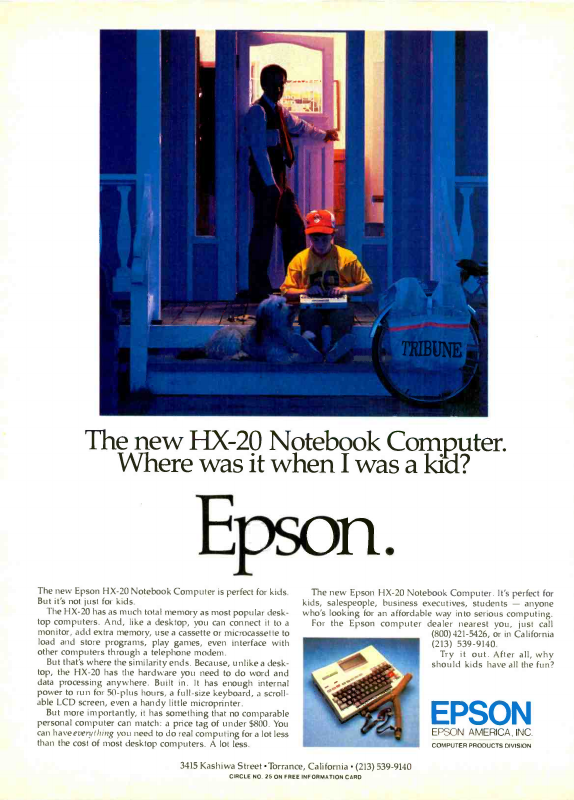 TRIBUNE
The new HX-20 Notebook Computer.
Where was it when I was a kid?
Epson.
The new Epson HX-20 Notebook Computer is perfect for kids.
But it's not just for kids.
The HX-20 has as much total memory as most popular desk-
top computers. And, like a desktop, you can connect it to a
monitor, add extra memory, use a cassette or microcassette to
load and store programs, play games, even interface with
other computers through a telephone modem.
But that's where the similarity ends. Because, unlike a desk-
top, the HX-20 has the hardware you need to do word and
data processing anywhere. Built in. It has enough internal
power to run for 50-plus hours, a full-size keyboard, a scroll-
able LCD screen, even a handy little microprinter.
But more importantly, it has something that no comparable
personal computer can match: a price tag of under $800. You
can have everything you need to do real computing for a lot less
than the cost of most desktop computers. A lot less.
The new Epson HX-20 Notebook Computer. It's perfect for
kids, salespeople, business executives, students — anyone
who's looking for an affordable way into serious computing.
For the Epson computer dealer nearest you, just call
(800) 421-5426, or in California
(213) 539-9140.
Try it out. After all, why
should kids have all the fun?
EPSON
EPSON AMERICA, INC.
COMPUTER PRODUCTS DIVISION
3415 Kashiwa Street • Torrance, California • (213) 539-9140
CIRCLE NO. 25 ON FREE INFORMATION CARD